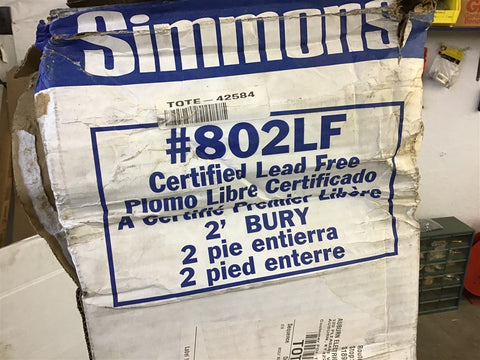 Simmons
TOTE - 42584
#802LF
Certified Lead Free
Plomo Libre Certificado
A Certifié Premier Libère
2' BURY
2 pie entierra
2 pied enterre